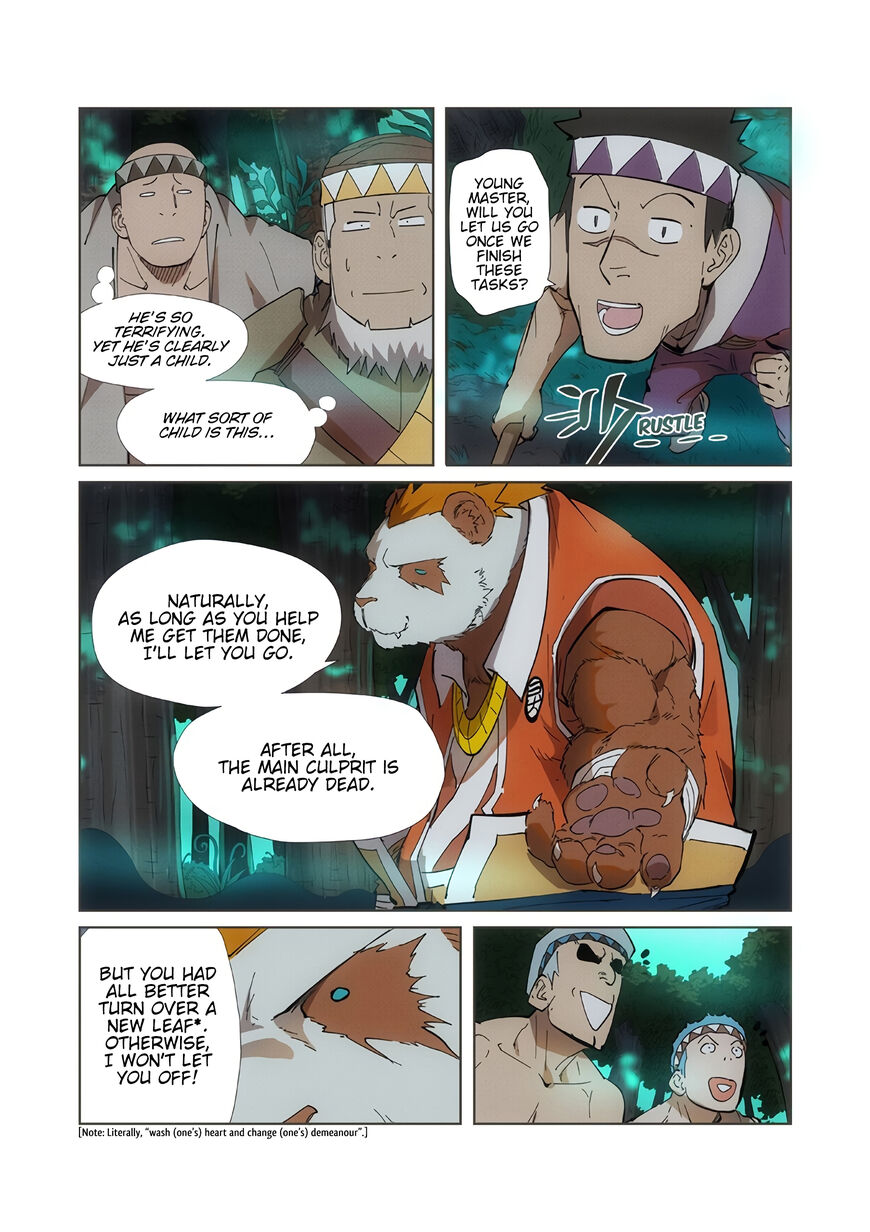 HE'S SO
TERRIFYING.
YET HE'S CLEARLY
JUST A CHILD.
WHAT SORT OF
CHILD IS THIS...
YOUNG
MASTER,
WILL YOU
LET US GO
ONCE WE
FINISH
THESE
TASKS?
RUSTLE
NATURALLY,
AS LONG AS YOU HELP
ME GET THEM DONE,
I'LL LET YOU GO.
AFTER ALL,
THE MAIN CULPRIT IS
ALREADY DEAD.
BUT YOU HAD
ALL BETTER
TURN OVER A
NEW LEAF*.
OTHERWISE,
I WON'T LET
YOU OFF!
[Note: Literally, “wash (one's) heart and change (one's) demeanour”.]